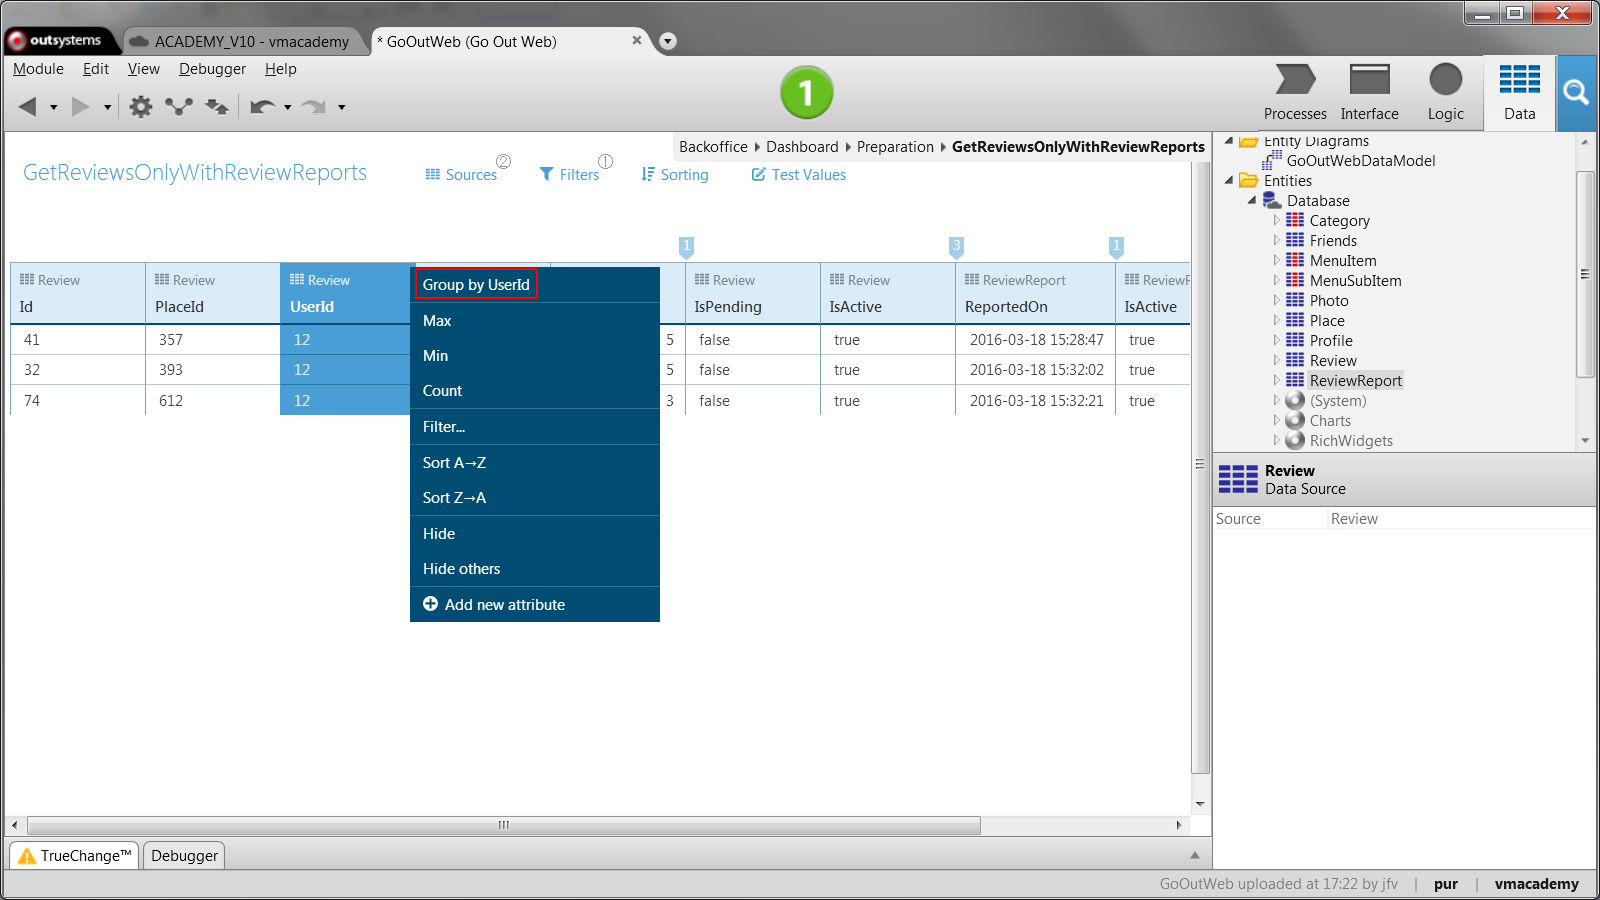 outsystems
ACADEMY_V10 - vmacademy
* GoOutWeb (Go Out Web)
Module Edit View Debugger Help
1
Processes Interface Logic Data
Backoffice Dashboard Preparation GetReviewsOnlyWithReviewReports
GetReviewsOnlyWithReviewReports
Sources 2 Filters 1 Sorting Test Values
1 3 1
Review Review Review Review Review ReviewReport ReviewR
Id PlaceId UserId IsPending IsActive ReportedOn IsActive
41 357 12 5 false true 2016-03-18 15:28:47 true
32 393 12 5 false true 2016-03-18 15:32:02 true
74 612 12 3 false true 2016-03-18 15:32:21 true
Group by UserId
Max
Min
Count
Filter...
Sort A→Z
Sort Z→A
Hide
Hide others
Add new attribute
Entity Diagrams
GoOutWebDataModel
Entities
Database
Category
Friends
MenuItem
MenuSubItem
Photo
Place
Profile
Review
ReviewReport
(System)
Charts
RichWidgets
Review
Data Source
Source Review
TrueChange™ Debugger
GoOutWeb uploaded at 17:22 by jfv | pur | vmacademy